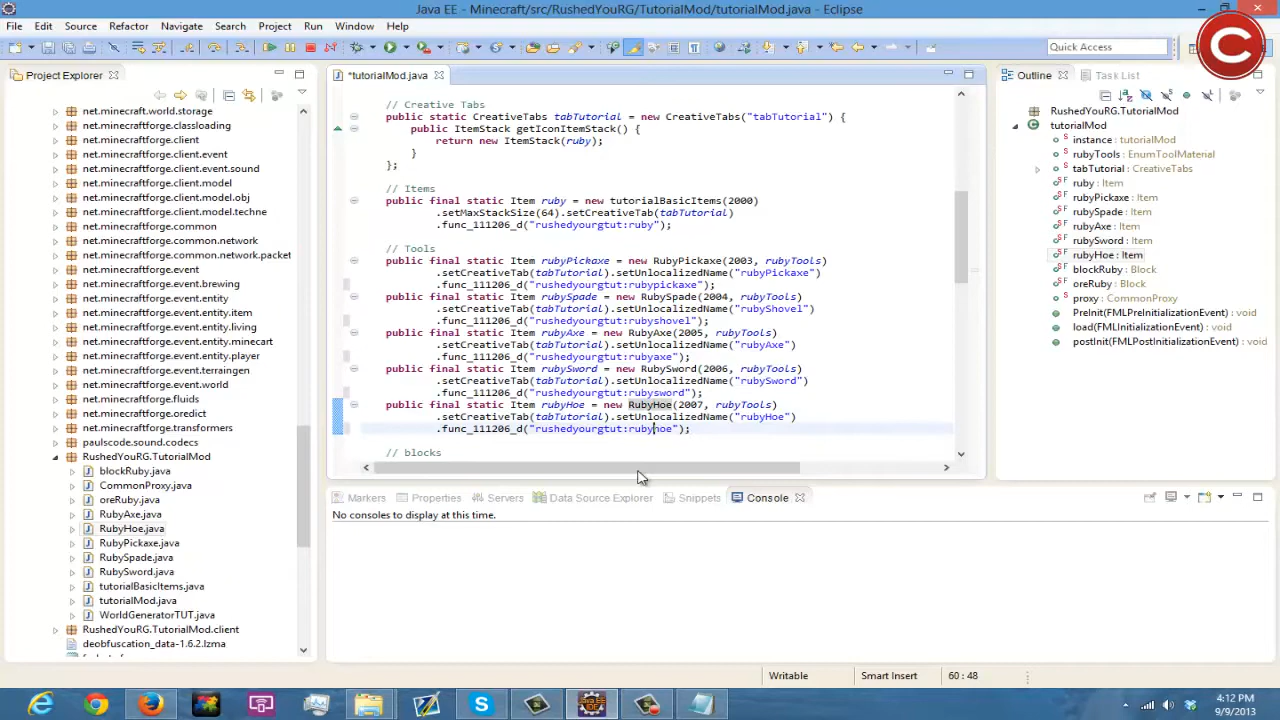 Java EE - Minecraft/src/RushedYouRG/TutorialMod/tutorialMod.java - Eclipse
File Edit Source Refactor Navigate Search Project Run Window Help
Quick Access
Project Explorer
net.minecraft.world.storage
net.minecraftforge.classloading
net.minecraftforge.client
net.minecraftforge.client.event
net.minecraftforge.client.event.sound
net.minecraftforge.client.model
net.minecraftforge.client.model.obj
net.minecraftforge.client.model.techne
net.minecraftforge.common
net.minecraftforge.common.network
net.minecraftforge.common.network.packet
net.minecraftforge.event
net.minecraftforge.event.brewing
net.minecraftforge.event.entity
net.minecraftforge.event.entity.item
net.minecraftforge.event.entity.living
net.minecraftforge.event.entity.minecart
net.minecraftforge.event.entity.player
net.minecraftforge.event.terraingen
net.minecraftforge.event.world
net.minecraftforge.fluids
net.minecraftforge.oredict
net.minecraftforge.transformers
paulscode.sound.codecs
RushedYouRG.TutorialMod
blockRuby.java
CommonProxy.java
oreRuby.java
RubyAxe.java
RubyHoe.java
RubyPickaxe.java
RubySpade.java
RubySword.java
tutorialBasicItems.java
tutorialMod.java
WorldGeneratorTUT.java
RushedYouRG.TutorialMod.client
deobfuscation_data-1.6.2.lzma
*tutorialMod.java
// Creative Tabs
public static CreativeTabs tabTutorial = new CreativeTabs("tabTutorial") {
public ItemStack getIconItemStack() {
return new ItemStack(ruby);
}
};
// Items
public final static Item ruby = new tutorialBasicItems(2000)
.setMaxStackSize(64).setCreativeTab(tabTutorial)
.func_111206_d("rushedyourgtut:ruby");
// Tools
public final static Item rubyPickaxe = new RubyPickaxe(2003, rubyTools)
.setCreativeTab(tabTutorial).setUnlocalizedName("rubyPickaxe")
.func_111206_d("rushedyourgtut:rubypickaxe");
public final static Item rubySpade = new RubySpade(2004, rubyTools)
.setCreativeTab(tabTutorial).setUnlocalizedName("rubyShovel")
.func_111206_d("rushedyourgtut:rubyshovel");
public final static Item rubyAxe = new RubyAxe(2005, rubyTools)
.setCreativeTab(tabTutorial).setUnlocalizedName("rubyAxe")
.func_111206_d("rushedyourgtut:rubyaxe");
public final static Item rubySword = new RubySword(2006, rubyTools)
.setCreativeTab(tabTutorial).setUnlocalizedName("rubySword")
.func_111206_d("rushedyourgtut:rubysword");
public final static Item rubyHoe = new RubyHoe(2007, rubyTools)
.setCreativeTab(tabTutorial).setUnlocalizedName("rubyHoe")
.func_111206_d("rushedyourgtut:rubyhoe");
// blocks
Markers Properties Servers Data Source Explorer Snippets Console
No consoles to display at this time.
Outline Task List
RushedYouRG.TutorialMod
tutorialMod
instance : tutorialMod
rubyTools : EnumToolMaterial
tabTutorial : CreativeTabs
ruby : Item
rubyPickaxe : Item
rubySpade : Item
rubyAxe : Item
rubySword : Item
rubyHoe : Item
blockRuby : Block
oreRuby : Block
proxy : CommonProxy
PreInit(FMLPreInitializationEvent) : void
load(FMLInitializationEvent) : void
postInit(FMLPostInitializationEvent) : void
Writable Smart Insert 60 : 48
4:12 PM
9/9/2013